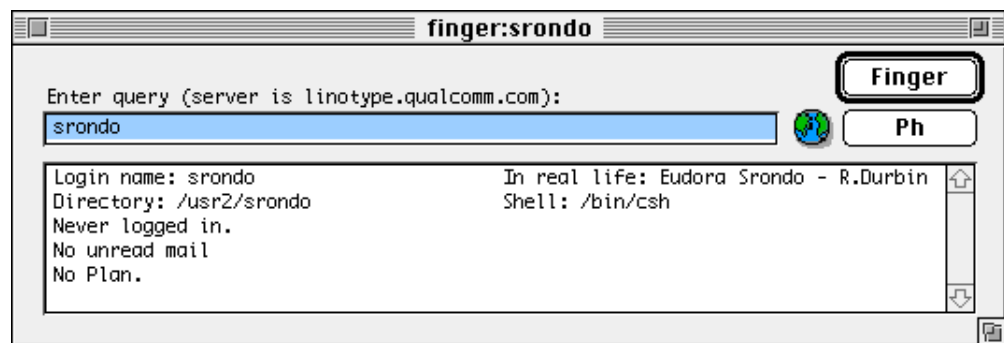 finger:srondo
Finger
Enter query (server is linotype.qualcomm.com):
srondo
Ph
Login name: srondo In real life: Eudora Srondo - R.Durbin
Directory: /usr2/srondo Shell: /bin/csh
Never logged in.
No unread mail
No Plan.